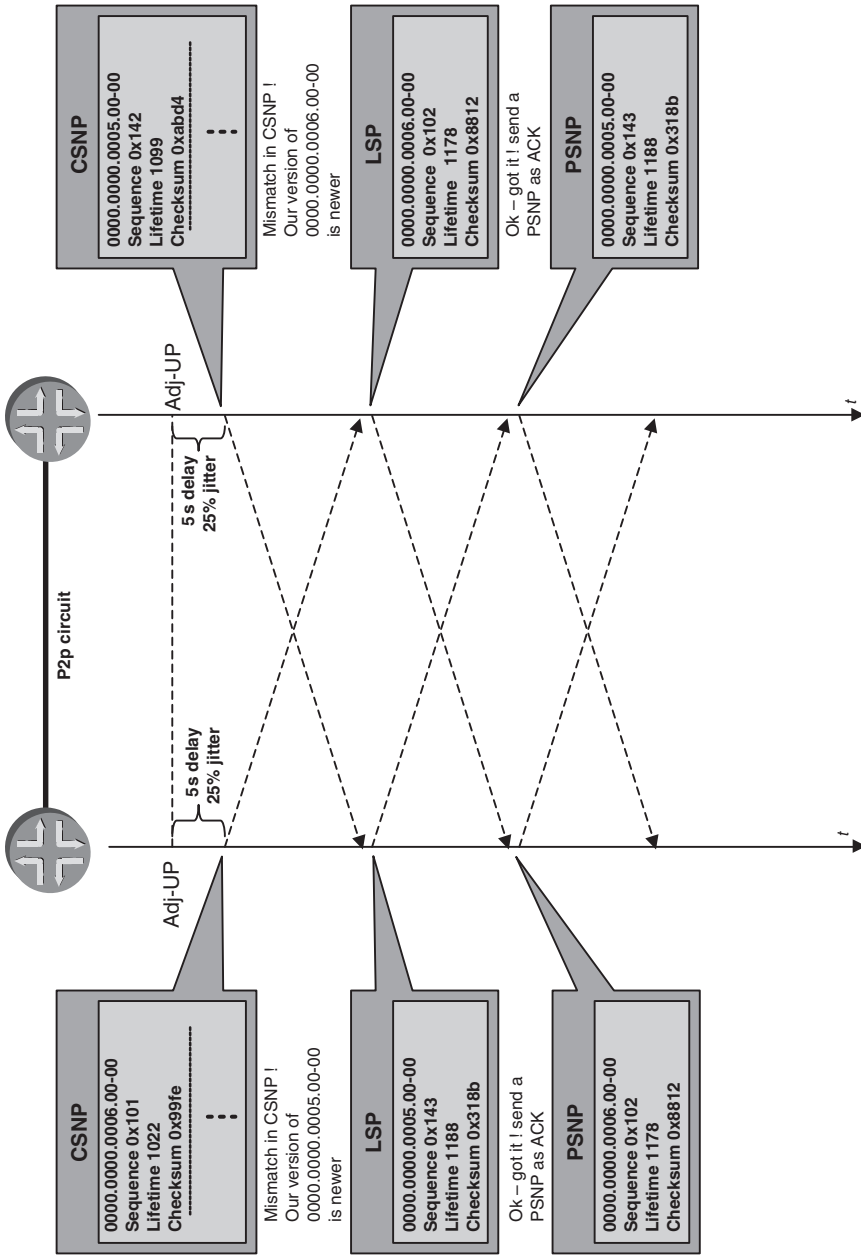 P2p circuit
Adj-UP
Adj-UP
5 s delay
25% jitter
5 s delay
25% jitter
CSNP
0000.0000.0006.00-00
Sequence 0x101
Lifetime 1022
Checksum 0x99fe
Mismatch in CSNP !
Our version of
0000.0000.0005.00-00
is newer
LSP
0000.0000.0005.00-00
Sequence 0x143
Lifetime 1188
Checksum 0x318b
Ok – got it ! send a
PSNP as ACK
PSNP
0000.0000.0006.00-00
Sequence 0x102
Lifetime 1178
Checksum 0x8812
t
CSNP
0000.0000.0005.00-00
Sequence 0x142
Lifetime 1099
Checksum 0xabd4
Mismatch in CSNP !
Our version of
0000.0000.0006.00-00
is newer
LSP
0000.0000.0006.00-00
Sequence 0x102
Lifetime 1178
Checksum 0x8812
Ok – got it ! send a
PSNP as ACK
PSNP
0000.0000.0005.00-00
Sequence 0x143
Lifetime 1188
Checksum 0x318b
t